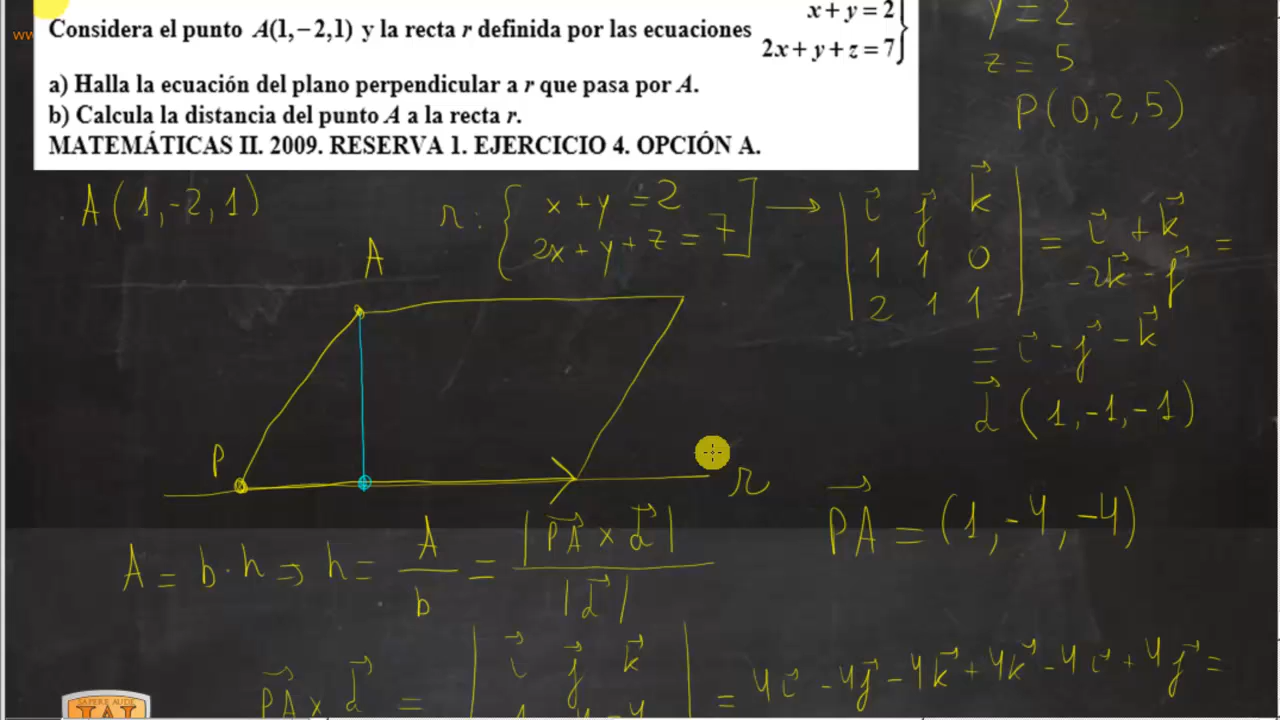 x + y = 2
Considera el punto A(1,−2,1) y la recta r definida por las ecuaciones
2x + y + z = 7
a) Halla la ecuación del plano perpendicular a r que pasa por A.
b) Calcula la distancia del punto A a la recta r.
MATEMÁTICAS II. 2009. RESERVA 1. EJERCICIO 4. OPCIÓN A.
y = 2
z = 5
P(0,2,5)
A(1,-2,1)
r: { x+y = 2
2x+y+z = 7 ] → | i⃗ j⃗ k⃗ |
| 1 1 0 | = i⃗ + k⃗
| 2 1 1 | -2k⃗ - j⃗ =
= i⃗ - j⃗ - k⃗
d⃗ (1,-1,-1)
A
P
r
PA⃗ = (1,-4,-4)
A = b·h ⇒ h = A/b = |PA⃗ × d⃗| / |d⃗|
PA⃗ × d⃗ = | i⃗ j⃗ k⃗ | = 4i⃗ - 4j⃗ - 4k⃗ + 4k⃗ - 4i⃗ + 4j⃗ =
SAPERE AUDE